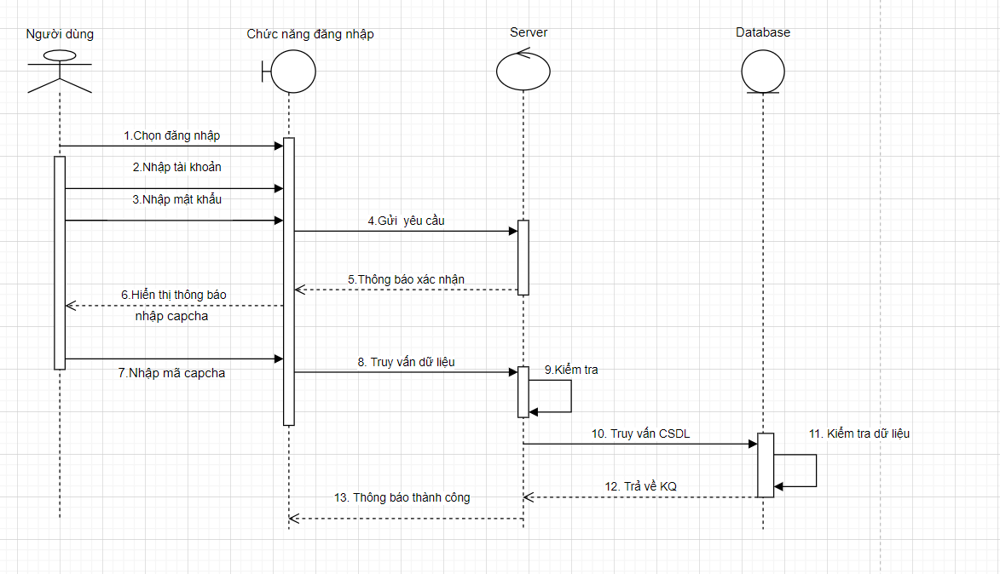 Người dùng
Chức năng đăng nhập
Server
Database
1.Chọn đăng nhập
2.Nhập tài khoản
3.Nhập mật khẩu
4.Gửi yêu cầu
5.Thông báo xác nhận
6.Hiển thị thông báo
nhập capcha
7.Nhập mã capcha
8. Truy vấn dữ liệu
9.Kiểm tra
10. Truy vấn CSDL
11. Kiểm tra dữ liệu
12. Trả về KQ
13. Thông báo thành công